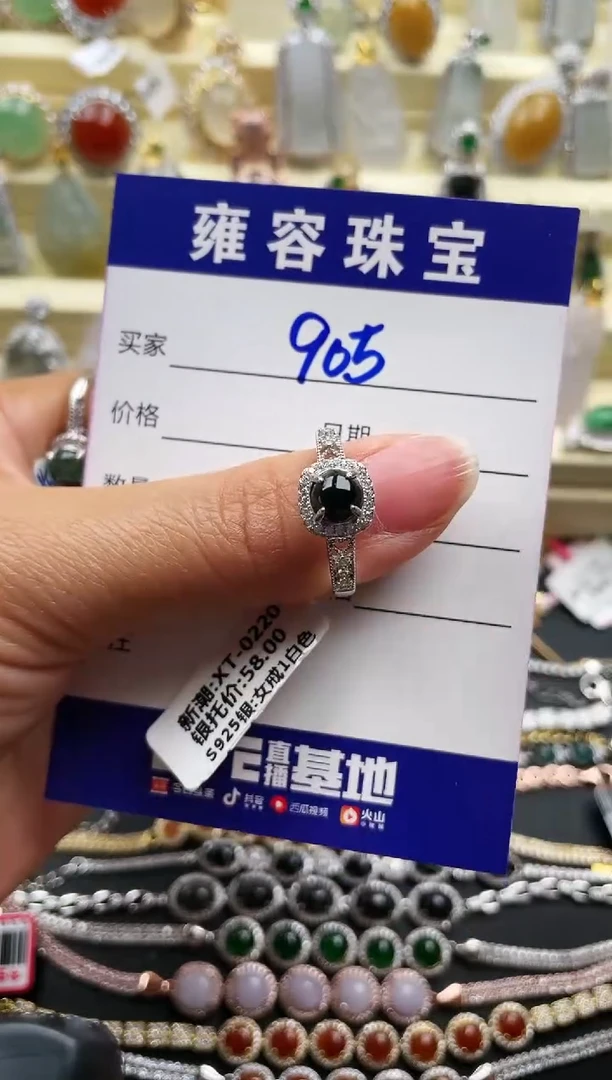 雍容珠宝
买家 905
价格 日期
数量
新潮:XT-0220
银托价:58.00
S925银:女戒1白色
直播基地
抖音 西瓜视频 火山